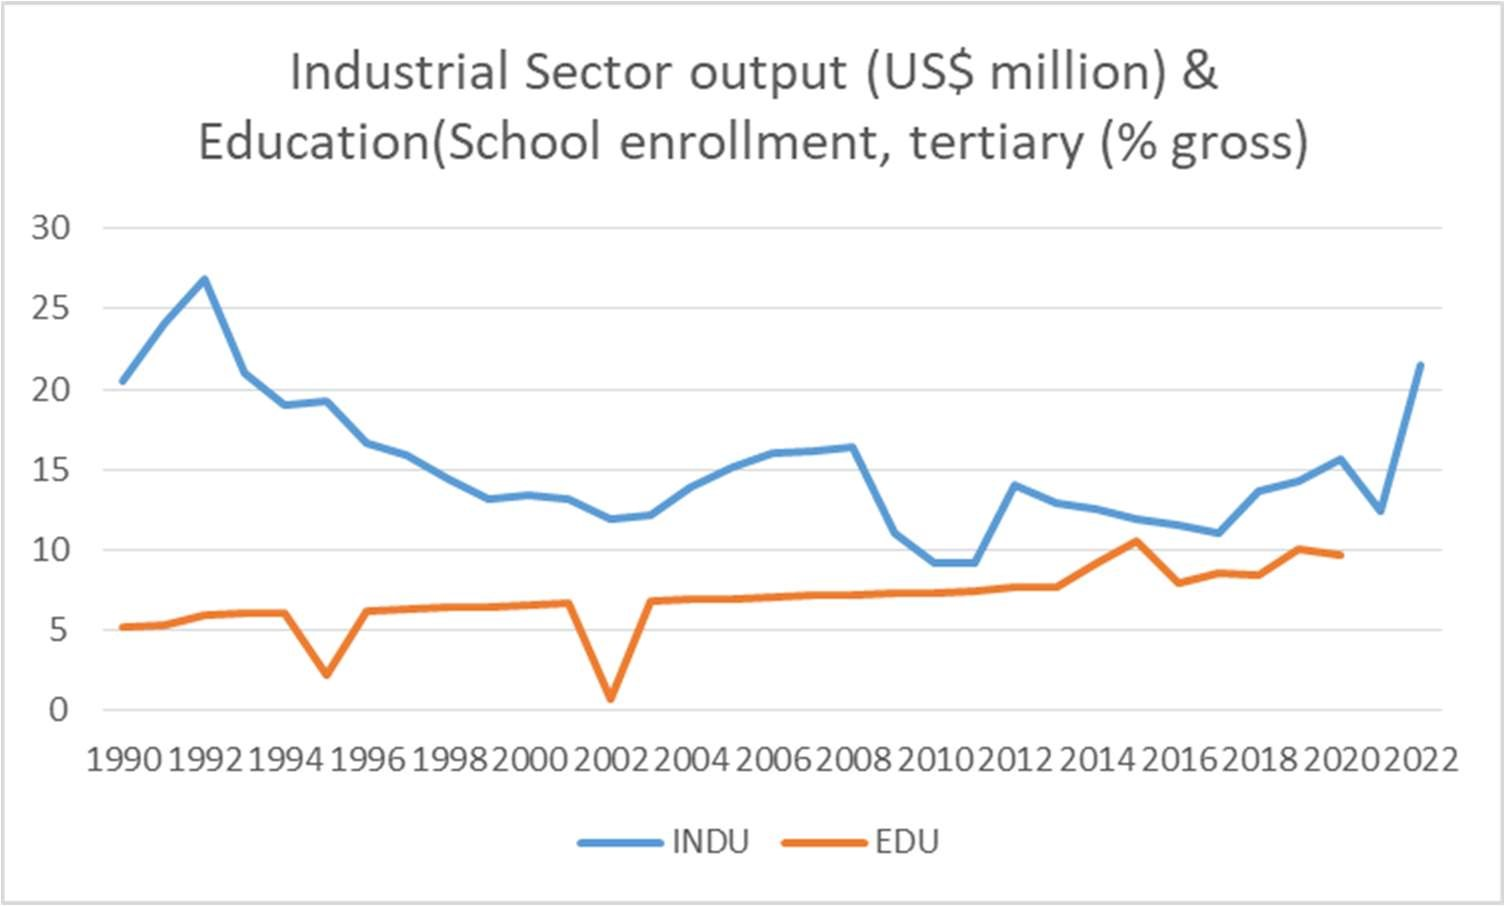 Industrial Sector output (US$ million) &
Education(School enrollment, tertiary (% gross)
30
25
20
15
10
5
0
1990 1992 1994 1996 1998 2000 2002 2004 2006 2008 2010 2012 2014 2016 2018 2020 2022
INDU EDU